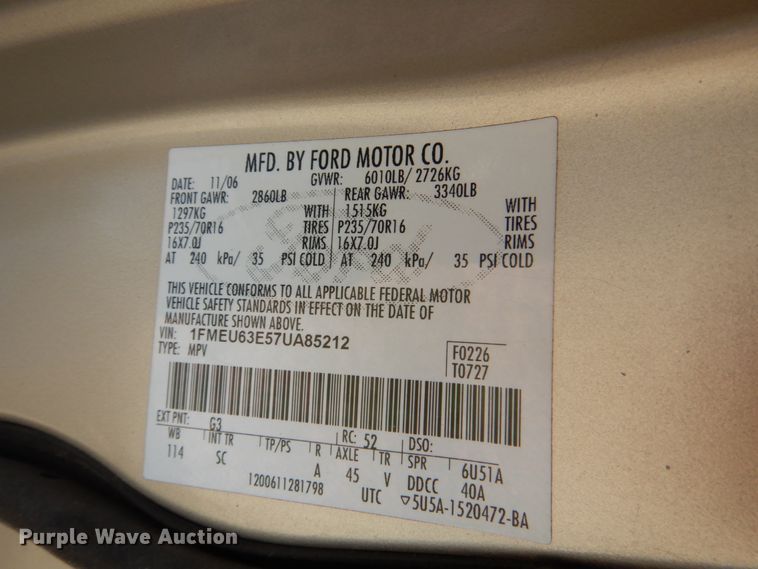 MFD. BY FORD MOTOR CO.
DATE: 11/06 GVWR: 6010LB/ 2726KG
FRONT GAWR: 2860LB REAR GAWR: 3340LB
1297KG WITH 1515KG WITH
P235/70R16 TIRES P235/70R16 TIRES
16X7.0J RIMS 16X7.0J RIMS
AT 240 kPa/ 35 PSI COLD AT 240 kPa/ 35 PSI COLD
THIS VEHICLE CONFORMS TO ALL APPLICABLE FEDERAL MOTOR
VEHICLE SAFETY STANDARDS IN EFFECT ON THE DATE OF
MANUFACTURE SHOWN ABOVE.
VIN: 1FMEU63E57UA85212
TYPE: MPV
F0226
T0727
EXT PNT: G3 RC: 52 DSO:
WB INT TR TP/PS R AXLE TR SPR 6U51A
114 SC A 45 V DDCC 40A
1200611281798 UTC ▽5U5A-1520472-BA
Purple Wave Auction